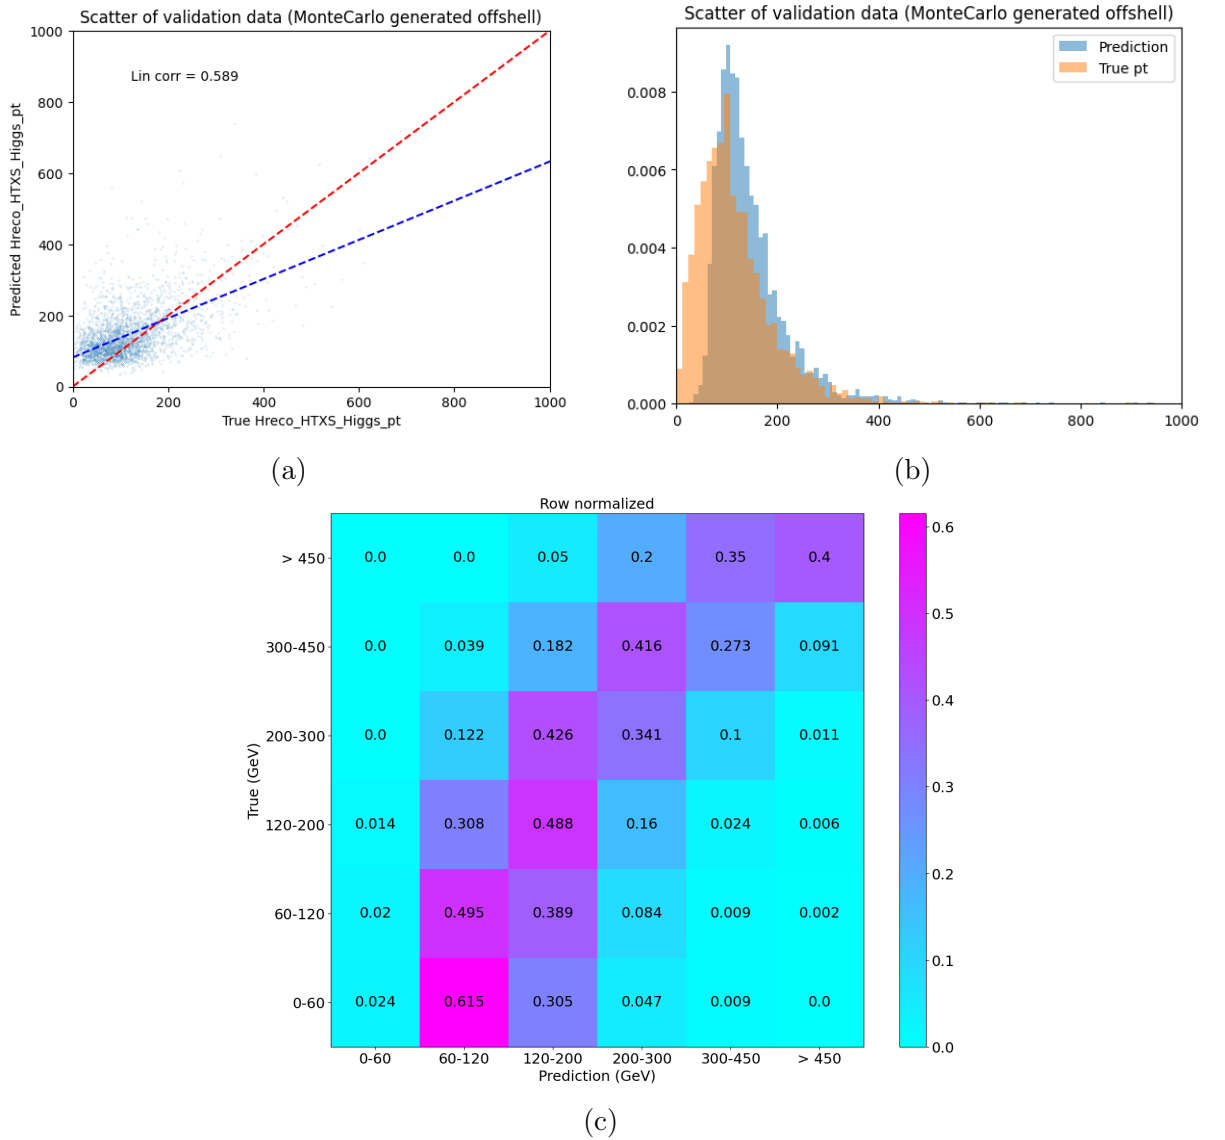 Scatter of validation data (MonteCarlo generated offshell)
1000
800
600
400
200
0
Predicted Hreco_HTXS_Higgs_pt
Lin corr = 0.589
0 200 400 600 800 1000
True Hreco_HTXS_Higgs_pt
(a)
Scatter of validation data (MonteCarlo generated offshell)
Prediction
True pt
0.008
0.006
0.004
0.002
0.000
0 200 400 600 800 1000
(b)
Row normalized
True (GeV)
> 450 0.0 0.0 0.05 0.2 0.35 0.4
300-450 0.0 0.039 0.182 0.416 0.273 0.091
200-300 0.0 0.122 0.426 0.341 0.1 0.011
120-200 0.014 0.308 0.488 0.16 0.024 0.006
60-120 0.02 0.495 0.389 0.084 0.009 0.002
0-60 0.024 0.615 0.305 0.047 0.009 0.0
0-60 60-120 120-200 200-300 300-450 > 450
Prediction (GeV)
0.6
0.5
0.4
0.3
0.2
0.1
0.0
(c)